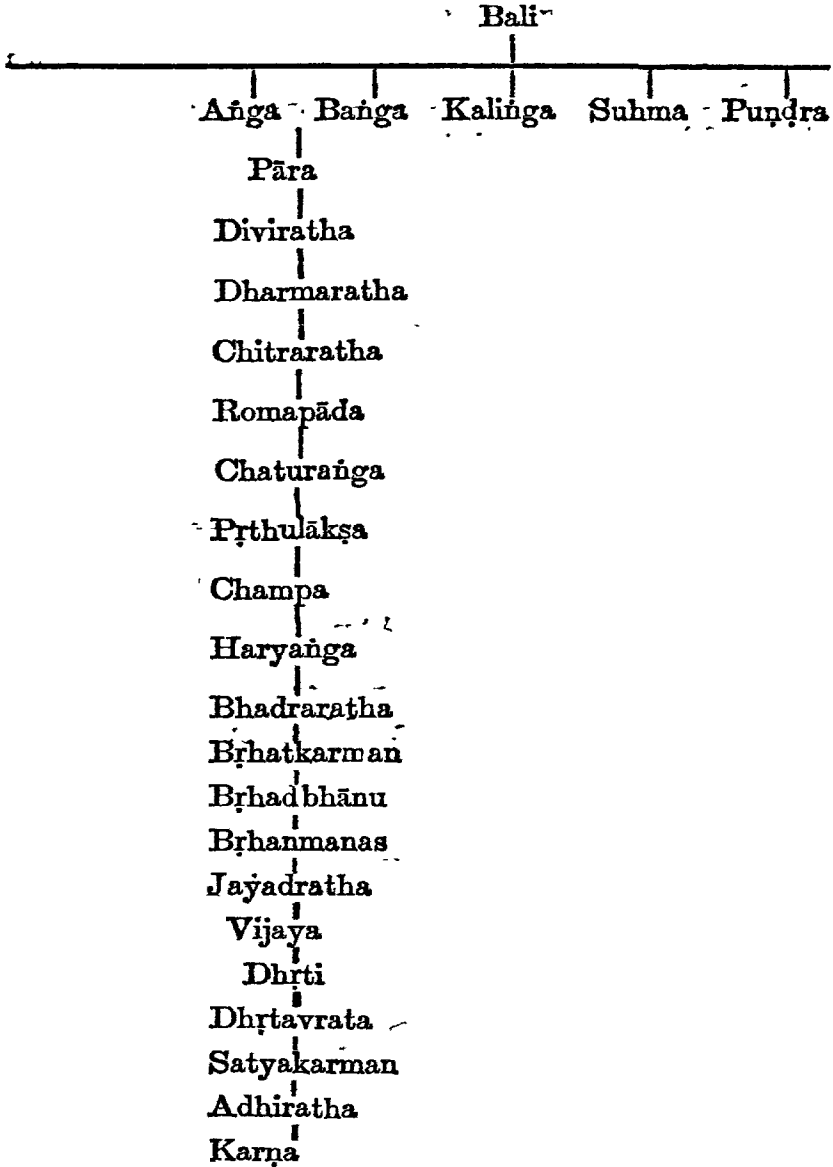 Bali
Aṅga Baṅga Kaliṅga Suhma Puṇḍra
Pāra
Diviratha
Dharmaratha
Chitraratha
Romapāda
Chaturaṅga
Pṛthulākṣa
Champa
Haryaṅga
Bhadraratha
Bṛhatkarman
Bṛhadbhānu
Bṛhanmanas
Jayadratha
Vijaya
Dhṛti
Dhṛtavrata
Satyakarman
Adhiratha
Karṇa